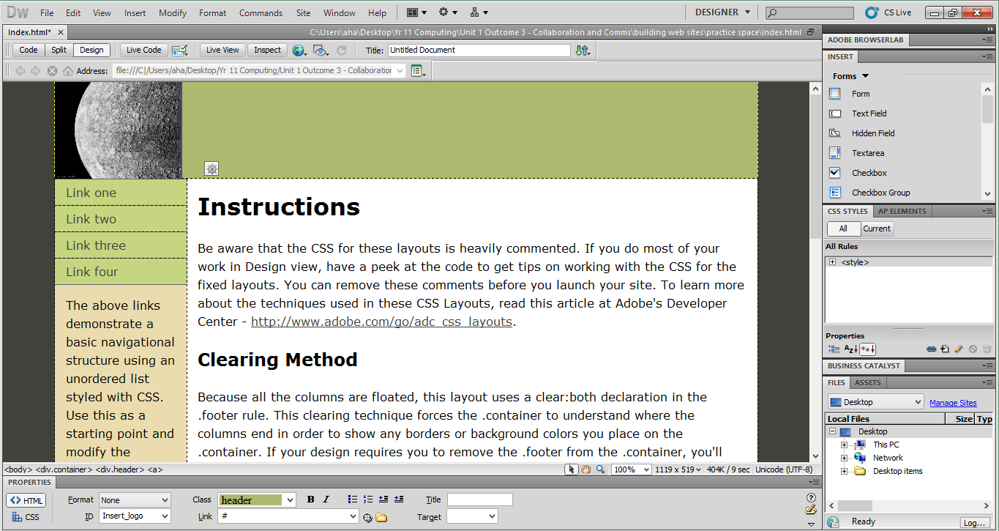 Dw File Edit View Insert Modify Format Commands Site Window Help DESIGNER CS Live
Index.html* C:\Users\aha\Desktop\Yr 11 Computing\Unit 1 Outcome 3 - Collaboration and Comms\building web sites\practice space\Index.html
Code Split Design Live Code Live View Inspect Title: Untitled Document
Address: file:///C|/Users/aha/Desktop/Yr 11 Computing/Unit 1 Outcome 3 - Collaboration
Link one
Link two
Link three
Link four
The above links
demonstrate a
basic navigational
structure using an
unordered list
styled with CSS.
Use this as a
starting point and
modify the
Instructions
Be aware that the CSS for these layouts is heavily commented. If you do most of your
work in Design view, have a peek at the code to get tips on working with the CSS for the
fixed layouts. You can remove these comments before you launch your site. To learn more
about the techniques used in these CSS Layouts, read this article at Adobe's Developer
Center - http://www.adobe.com/go/adc_css_layouts.
Clearing Method
Because all the columns are floated, this layout uses a clear:both declaration in the
.footer rule. This clearing technique forces the .container to understand where the
columns end in order to show any borders or background colors you place on the
.container. If your design requires you to remove the .footer from the .container, you'll
<body> <div.container> <div.header> <a> 100% 1119 x 519 404K / 9 sec Unicode (UTF-8)
PROPERTIES
HTML Format None Class header B I Title
CSS ID Insert_logo Link # Target
ADOBE BROWSERLAB
INSERT
Forms
Form
Text Field
Hidden Field
Textarea
Checkbox
Checkbox Group
CSS STYLES AP ELEMENTS
All Current
All Rules
<style>
Properties
BUSINESS CATALYST
FILES ASSETS
Desktop Manage Sites
Local Files Size Typ
Desktop
This PC
Network
Desktop items
Ready Log...